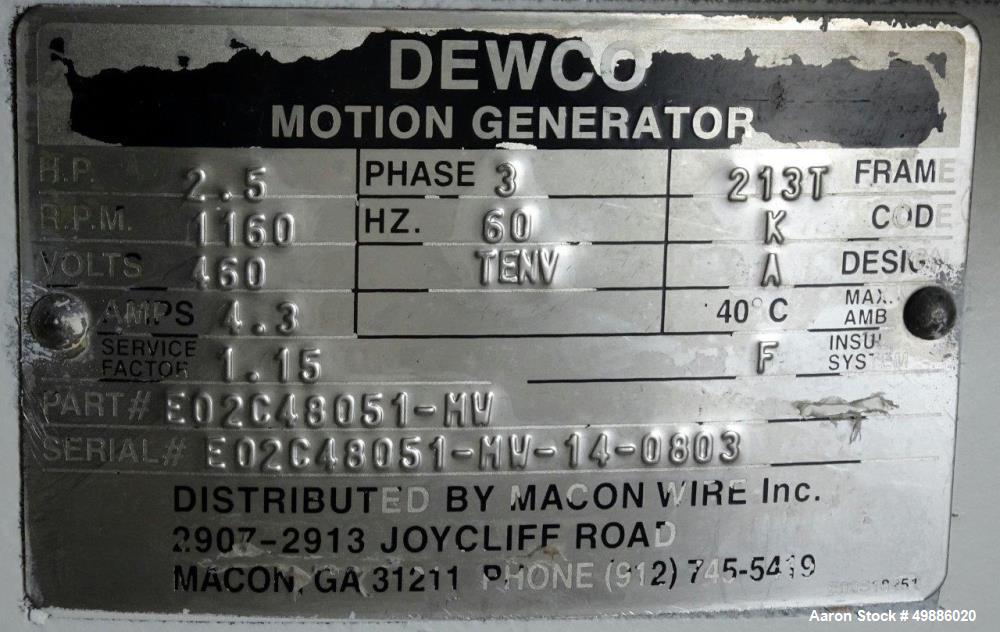 DEWCO
MOTION GENERATOR
H.P. 2.5 PHASE 3 213T FRAME
R.P.M. 1160 HZ. 60 K CODE
VOLTS 460 TENV A DESIG
AMPS 4.3 40°C MAX. AMB
SERVICE FACTOR 1.15 F INSU SYSTEM
PART# E02C48051-MW
SERIAL# E02C48051-MW-14-0803
DISTRIBUTED BY MACON WIRE Inc.
2907-2913 JOYCLIFF ROAD
MACON, GA 31211 PHONE (912) 745-5419
Aaron Stock # 49886020